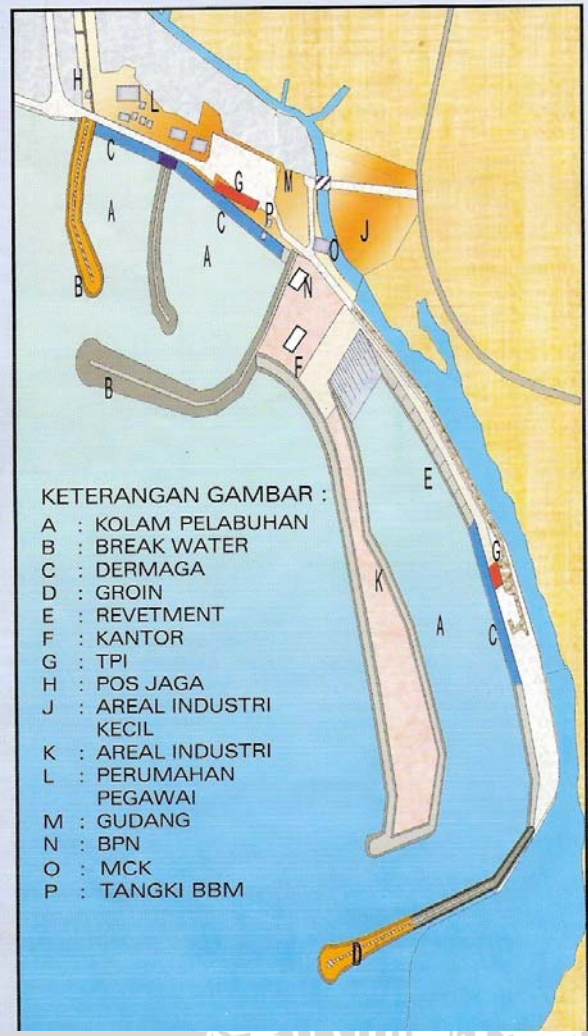 H
L
C
G
M
A
C
P
J
A
O
B
N
B
F
E
KETERANGAN GAMBAR :
A : KOLAM PELABUHAN
B : BREAK WATER
C : DERMAGA
D : GROIN
E : REVETMENT
F : KANTOR
G : TPI
H : POS JAGA
J : AREAL INDUSTRI
KECIL
K : AREAL INDUSTRI
L : PERUMAHAN
PEGAWAI
M : GUDANG
N : BPN
O : MCK
P : TANGKI BBM
G
K
A
C
D